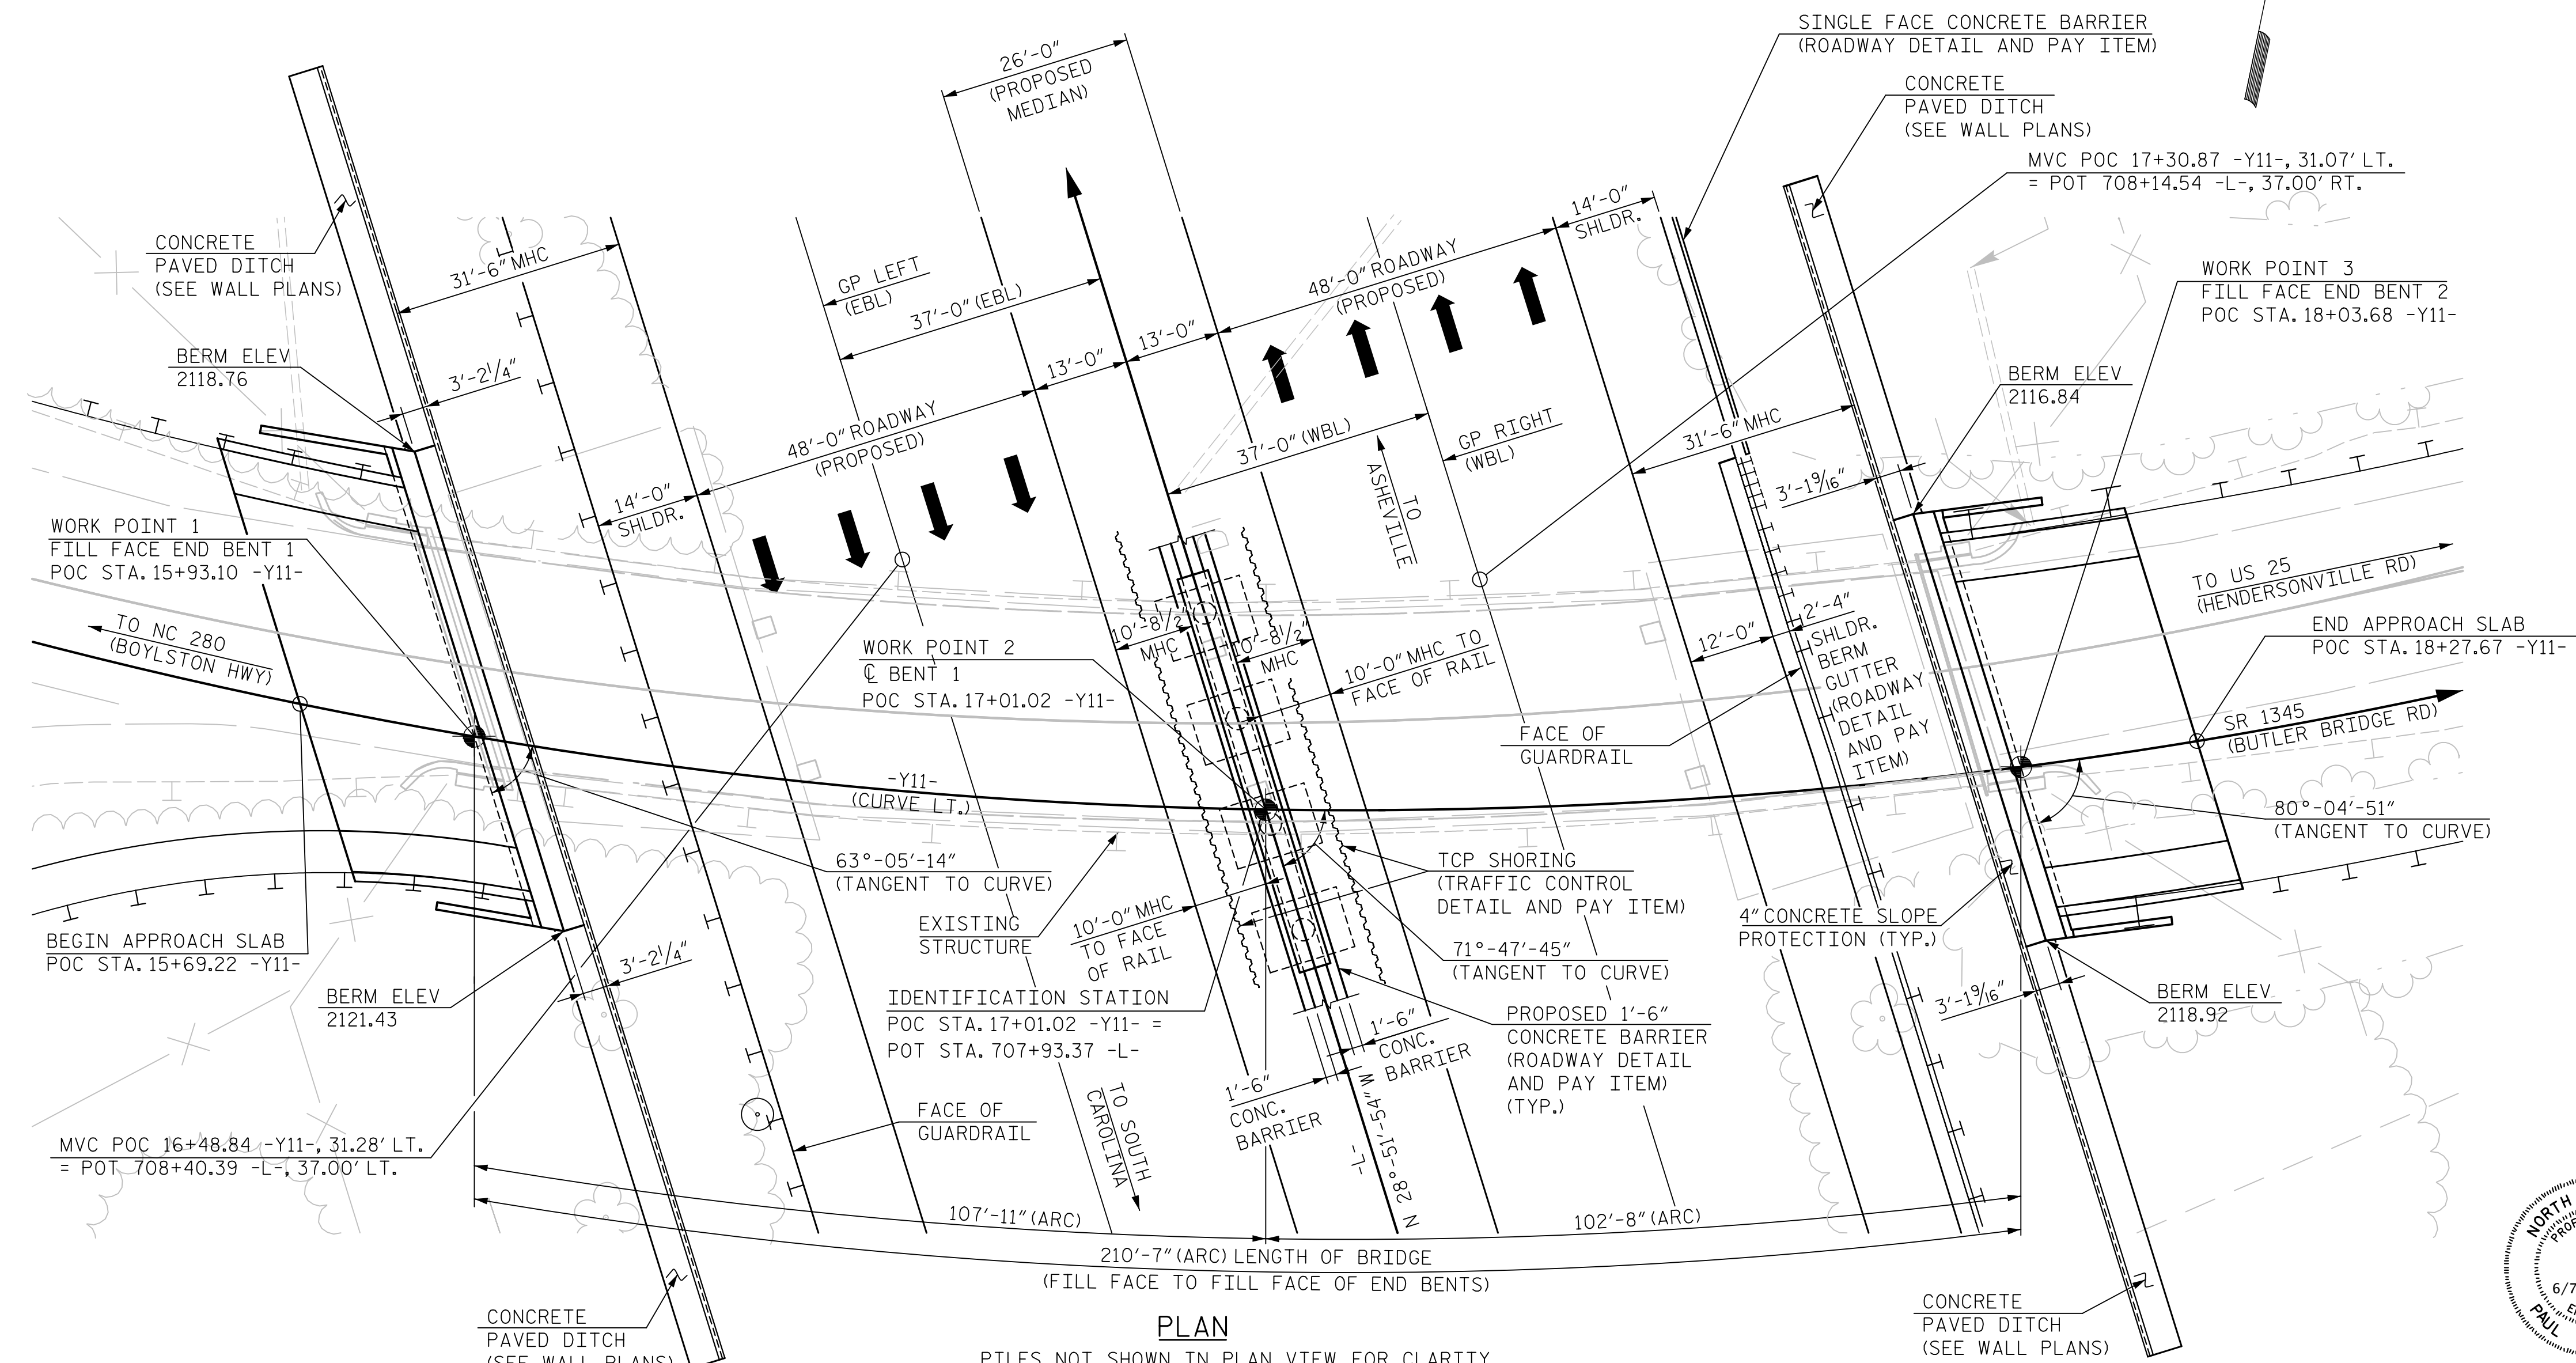 26'-0"
(PROPOSED
MEDIAN)
SINGLE FACE CONCRETE BARRIER
(ROADWAY DETAIL AND PAY ITEM)
CONCRETE
PAVED DITCH
(SEE WALL PLANS)
MVC POC 17+30.87 -Y11-, 31.07' LT.
= POT 708+14.54 -L-, 37.00' RT.
14'-0"
SHLDR.
CONCRETE
PAVED DITCH
(SEE WALL PLANS)
31'-6" MHC
GP LEFT
(EBL)
37'-0" (EBL)
48'-0" ROADWAY
(PROPOSED)
WORK POINT 3
FILL FACE END BENT 2
POC STA. 18+03.68 -Y11-
BERM ELEV
2118.76
3'-2 1/4"
13'-0"
13'-0"
BERM ELEV
2116.84
48'-0" ROADWAY
(PROPOSED)
37'-0" (WBL)
GP RIGHT
(WBL)
31'-6" MHC
TO
ASHEVILLE
3'-1 9/16"
14'-0"
SHLDR.
WORK POINT 1
FILL FACE END BENT 1
POC STA. 15+93.10 -Y11-
TO NC 280
(BOYLSTON HWY)
WORK POINT 2
℄ BENT 1
POC STA. 17+01.02 -Y11-
10'-8 1/2"
MHC
10'-8 1/2"
MHC
10'-0" MHC TO
FACE OF RAIL
12'-0"
2'-4"
SHLDR.
BERM
GUTTER
(ROADWAY
DETAIL
AND PAY
ITEM)
TO US 25
(HENDERSONVILLE RD)
END APPROACH SLAB
POC STA. 18+27.67 -Y11-
FACE OF
GUARDRAIL
SR 1345
(BUTLER BRIDGE RD)
-Y11-
(CURVE LT.)
80°-04'-51"
(TANGENT TO CURVE)
63°-05'-14"
(TANGENT TO CURVE)
TCP SHORING
(TRAFFIC CONTROL
DETAIL AND PAY ITEM)
EXISTING
STRUCTURE
10'-0" MHC
TO FACE
OF RAIL
4" CONCRETE SLOPE
PROTECTION (TYP.)
BEGIN APPROACH SLAB
POC STA. 15+69.22 -Y11-
71°-47'-45"
(TANGENT TO CURVE)
3'-2 1/4"
BERM ELEV
2121.43
IDENTIFICATION STATION
POC STA. 17+01.02 -Y11- =
POT STA. 707+93.37 -L-
PROPOSED 1'-6"
CONCRETE BARRIER
(ROADWAY DETAIL
AND PAY ITEM)
(TYP.)
3'-1 9/16"
BERM ELEV
2118.92
1'-6"
CONC.
BARRIER
1'-6"
CONC.
BARRIER
TO SOUTH
CAROLINA
N 28°-51'-54" W
-L-
FACE OF
GUARDRAIL
MVC POC 16+48.84 -Y11-, 31.28' LT.
= POT 708+40.39 -L-, 37.00' LT.
107'-11" (ARC)
102'-8" (ARC)
210'-7" (ARC) LENGTH OF BRIDGE
(FILL FACE TO FILL FACE OF END BENTS)
CONCRETE
PAVED DITCH
(SEE WALL PLANS)
CONCRETE
PAVED DITCH
(SEE WALL PLANS)
PLAN
PILES NOT SHOWN IN PLAN VIEW FOR CLARITY
NORTH
6/7
PAUL